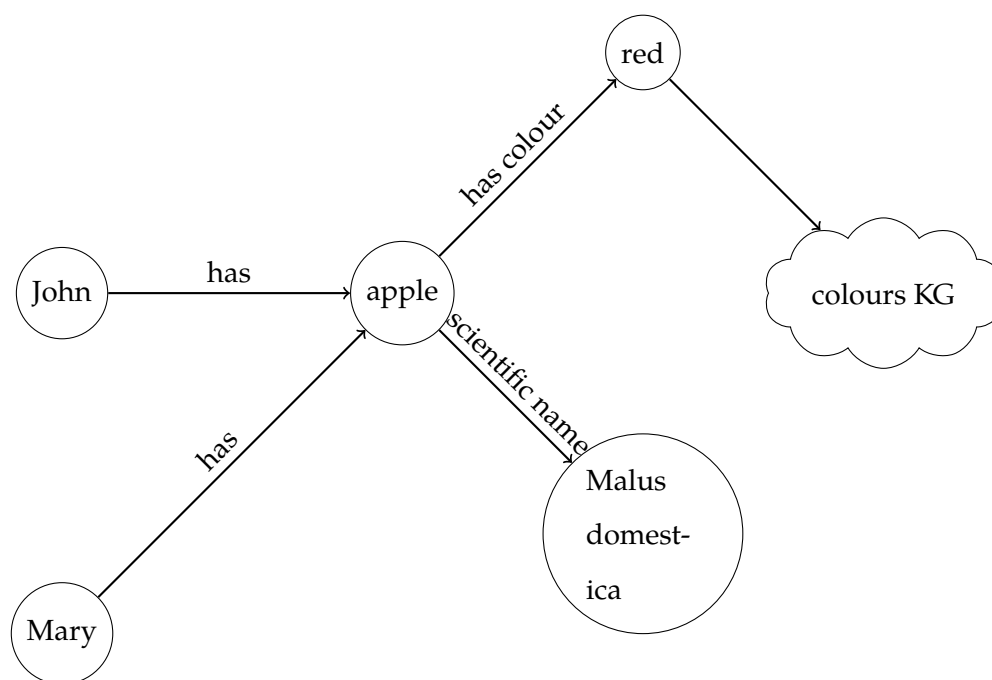 red
has colour
John
has
apple
colours KG
scientific name
has
Malus
domest-
ica
Mary